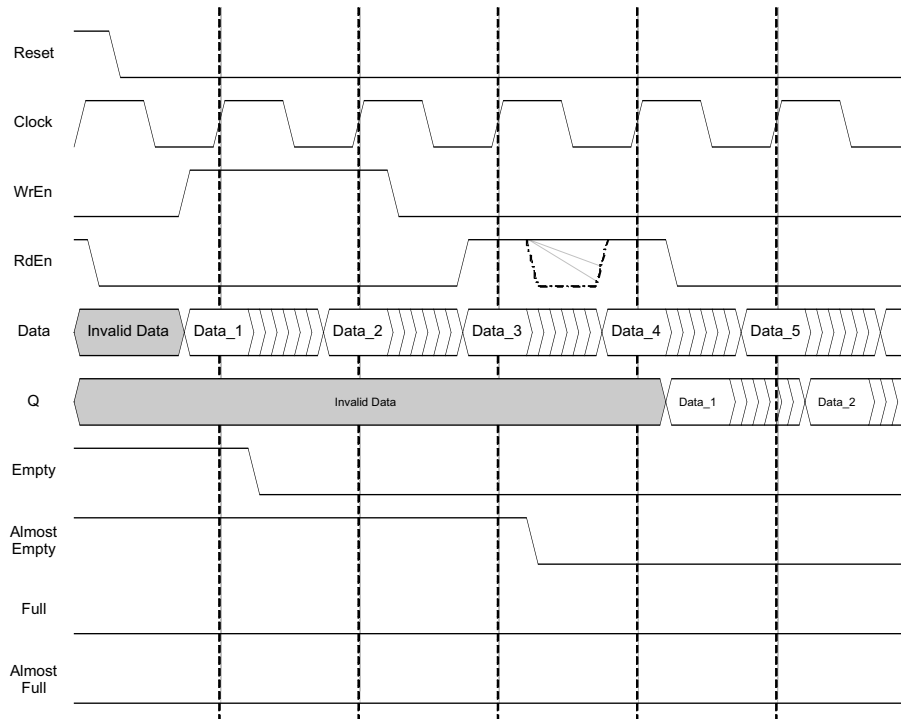 Reset
Clock
WrEn
RdEn
Data
Invalid Data
Data_1
Data_2
Data_3
Data_4
Data_5
Q
Invalid Data
Data_1
Data_2
Empty
Almost
Empty
Full
Almost
Full